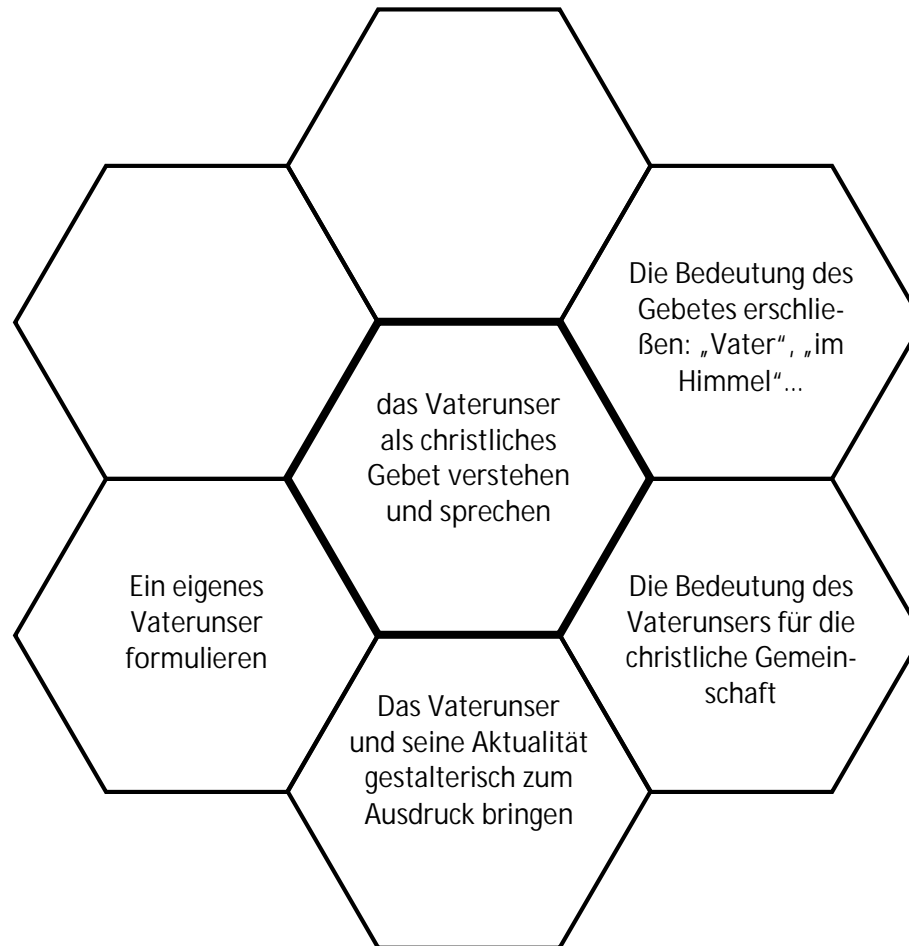 Die Bedeutung des
Gebetes erschlie-
ßen: „Vater“, „im
Himmel“...
das Vaterunser
als christliches
Gebet verstehen
und sprechen
Ein eigenes
Vaterunser
formulieren
Die Bedeutung des
Vaterunsers für die
christliche Gemein-
schaft
Das Vaterunser
und seine Aktualität
gestalterisch zum
Ausdruck bringen